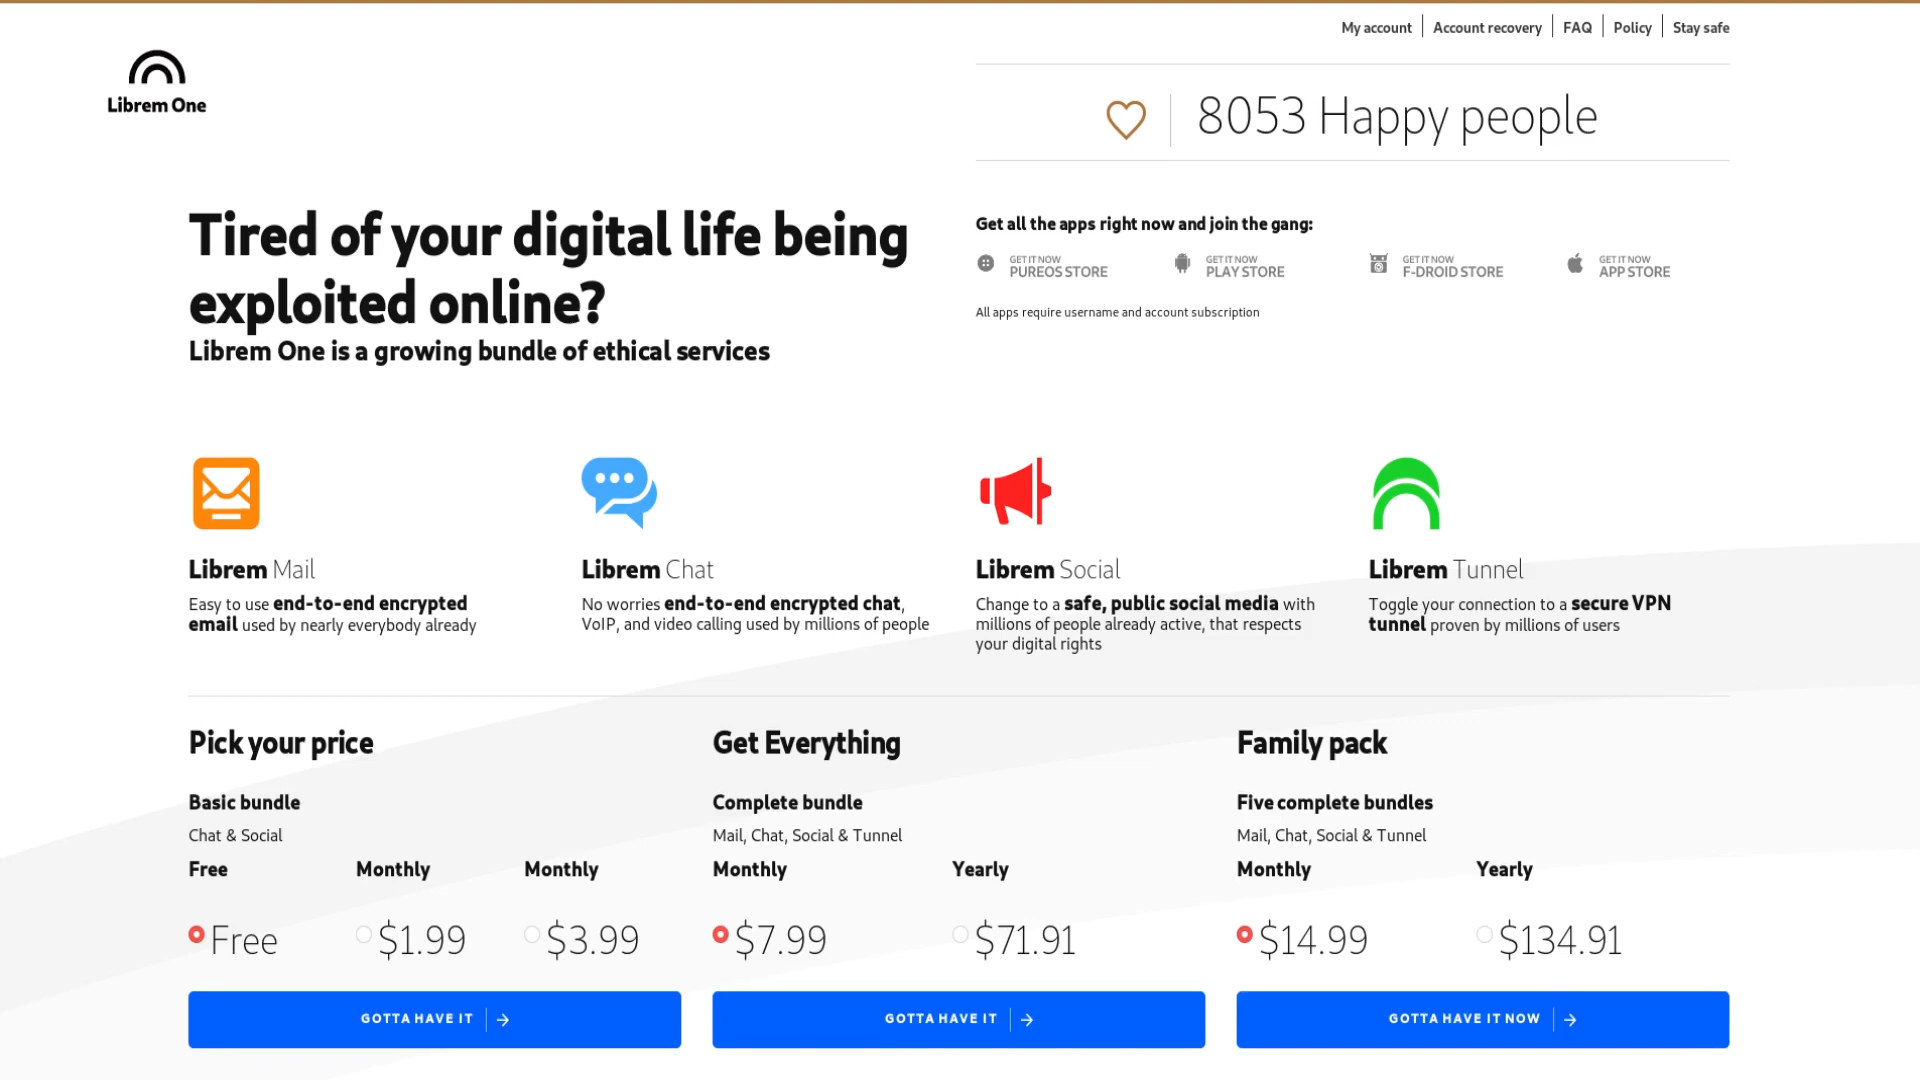 My account
Account recovery
FAQ
Policy
Stay safe
Librem One
8053 Happy people
Tired of your digital life being
exploited online?
Librem One is a growing bundle of ethical services
Get all the apps right now and join the gang:
GET IT NOW
PUREOS STORE
GET IT NOW
PLAY STORE
GET IT NOW
F-DROID STORE
GET IT NOW
APP STORE
All apps require username and account subscription
Librem Mail
Easy to use end-to-end encrypted
email used by nearly everybody already
Librem Chat
No worries end-to-end encrypted chat,
VoIP, and video calling used by millions of people
Librem Social
Change to a safe, public social media with
millions of people already active, that respects
your digital rights
Librem Tunnel
Toggle your connection to a secure VPN
tunnel proven by millions of users
Pick your price
Basic bundle
Chat & Social
Free
Monthly
Monthly
Free
$1.99
$3.99
GOTTA HAVE IT
Get Everything
Complete bundle
Mail, Chat, Social & Tunnel
Monthly
Yearly
$7.99
$71.91
GOTTA HAVE IT
Family pack
Five complete bundles
Mail, Chat, Social & Tunnel
Monthly
Yearly
$14.99
$134.91
GOTTA HAVE IT NOW